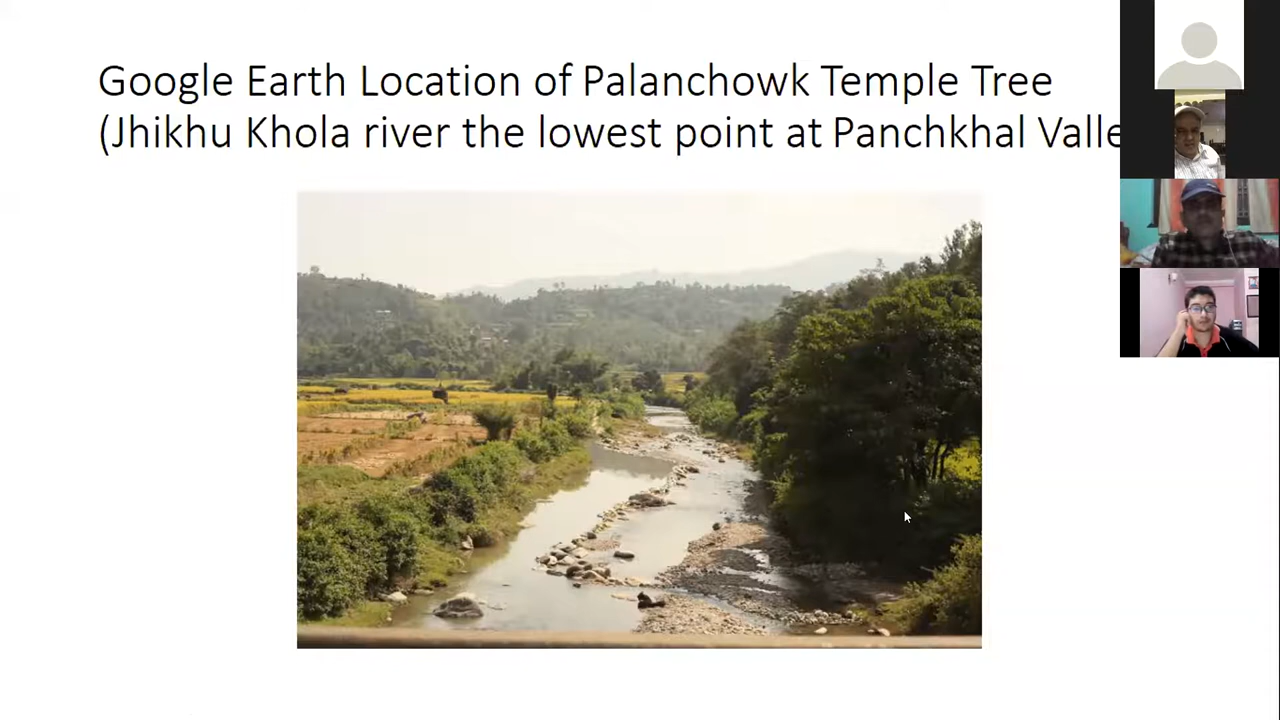 Google Earth Location of Palanchowk Temple Tree
(Jhikhu Khola river the lowest point at Panchkhal Valle